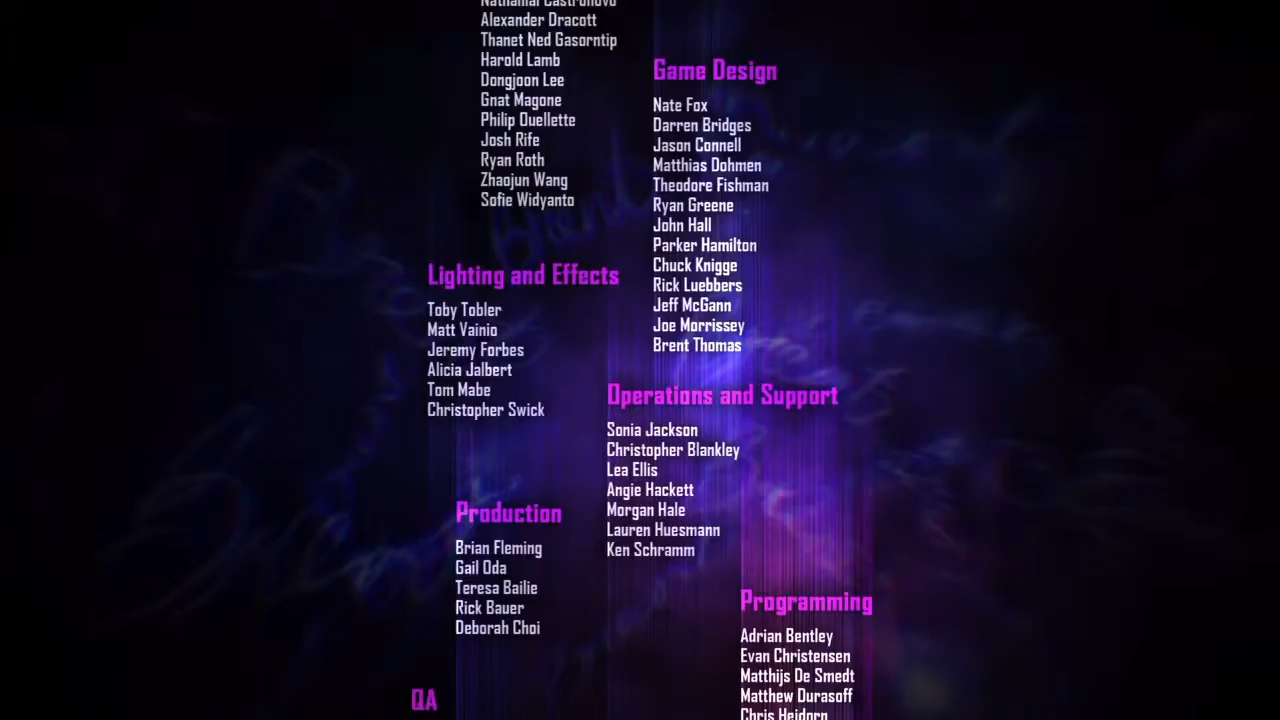 Alexander Dracott
Thanet Ned Gasorntip
Harold Lamb
Dongjoon Lee
Gnat Magone
Philip Ouellette
Josh Rife
Ryan Roth
Zhaojun Wang
Sofie Widyanto
Lighting and Effects
Toby Tobler
Matt Vainio
Jeremy Forbes
Alicia Jalbert
Tom Mabe
Christopher Swick
Production
Brian Fleming
Gail Oda
Teresa Bailie
Rick Bauer
Deborah Choi
QA
Game Design
Nate Fox
Darren Bridges
Jason Connell
Matthias Dohmen
Theodore Fishman
Ryan Greene
John Hall
Parker Hamilton
Chuck Knigge
Rick Luebbers
Jeff McGann
Joe Morrissey
Brent Thomas
Operations and Support
Sonia Jackson
Christopher Blankley
Lea Ellis
Angie Hackett
Morgan Hale
Lauren Huesmann
Ken Schramm
Programming
Adrian Bentley
Evan Christensen
Matthijs De Smedt
Matthew Durasoff
Chris Heidorn